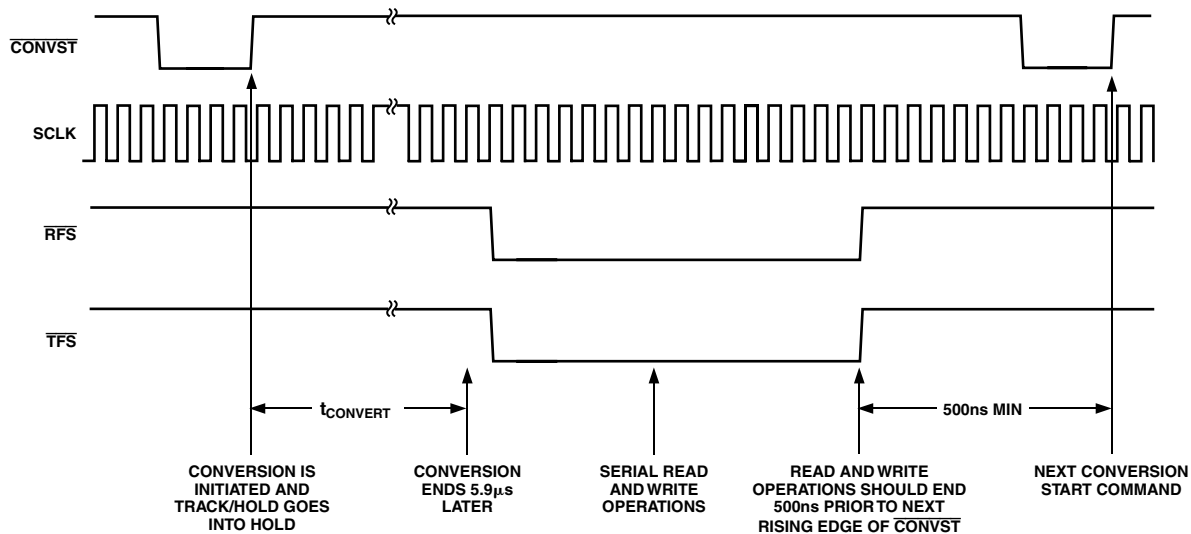 CONVST
SCLK
RFS
TFS
tCONVERT
500ns MIN
CONVERSION IS
INITIATED AND
TRACK/HOLD GOES
INTO HOLD
CONVERSION
ENDS 5.9μs
LATER
SERIAL READ
AND WRITE
OPERATIONS
READ AND WRITE
OPERATIONS SHOULD END
500ns PRIOR TO NEXT
RISING EDGE OF CONVST
NEXT CONVERSION
START COMMAND